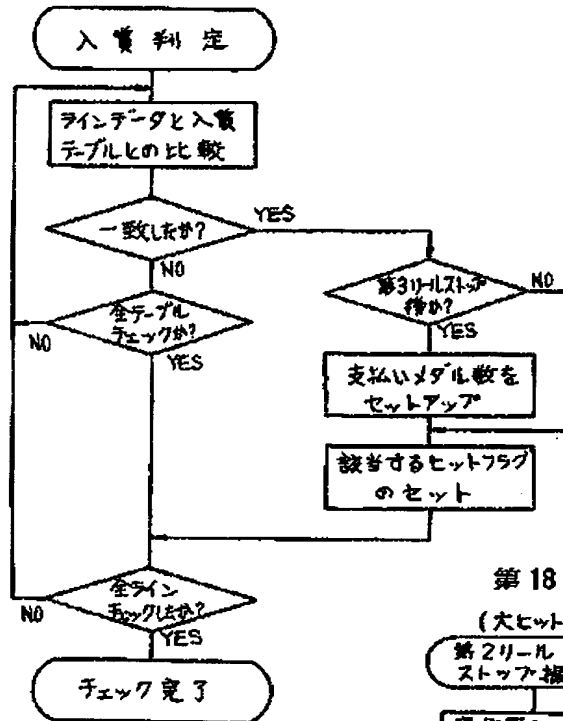 入賞判定
ラインデータと入賞
テーブルとの比較
一致したか?
YES
NO
第3リールストップ
後か?
NO
YES
全テーブル
チェックか?
NO
YES
支払いメダル数を
セットアップ
該当するヒットフラグ
のセット
全ライン
チェックしたか?
NO
YES
チェック完了
第18
(大ヒット
第2リール
ストップ